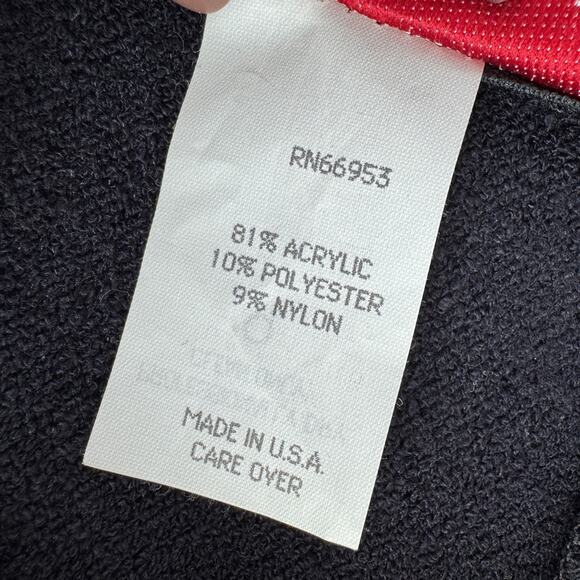 RN66953
81% ACRYLIC
10% POLYESTER
9% NYLON
MADE IN U.S.A.
CARE OVER